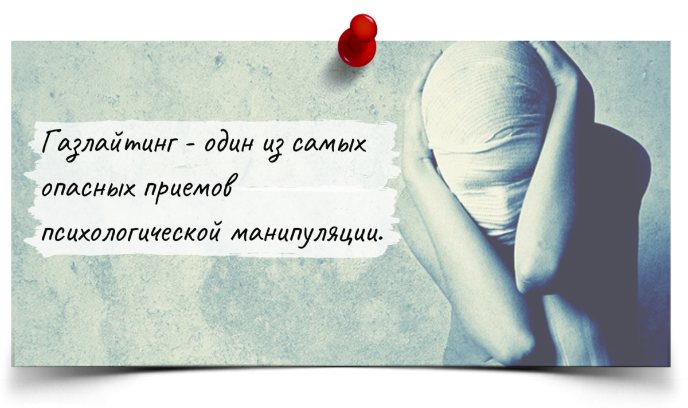 Газлайтинг - один из самых
опасных приемов
психологической манипуляции.